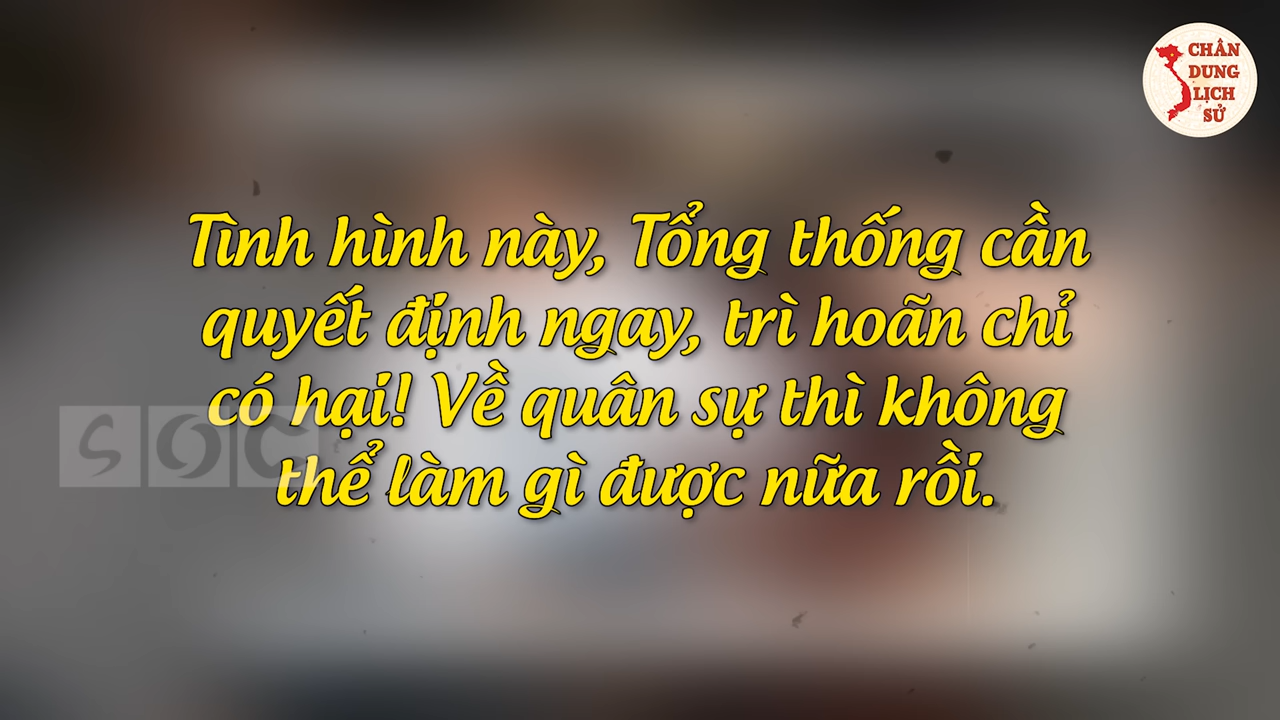 CHÂN
DUNG
LỊCH
SỬ
Tình hình này, Tổng thống cần
quyết định ngay, trì hoãn chỉ
có hại! Về quân sự thì không
thể làm gì được nữa rồi.
SOC